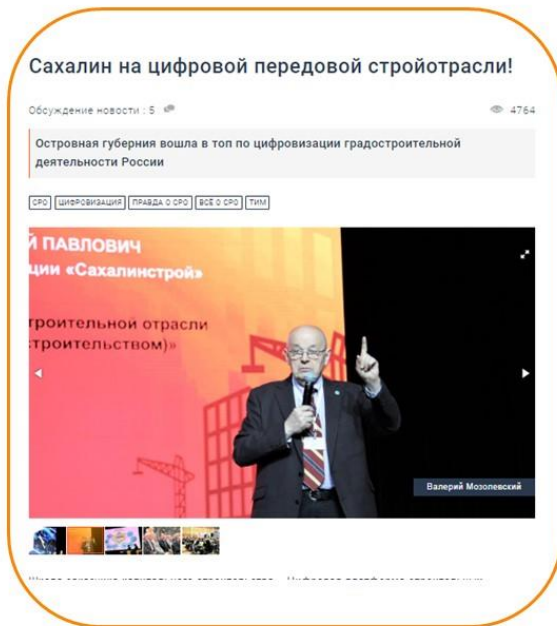 Сахалин на цифровой передовой стройотрасли!
Обсуждение новости : 5
4764
Островная губерния вошла в топ по цифровизации градостроительной
деятельности России
СРО ЦИФРОВИЗАЦИЯ ПРАВДА О СРО ВСЁ О СРО ТИМ
Й ПАВЛОВИЧ
ции «Сахалинстрой»
троительной отрасли
строительством)»
Валерий Мозолевский